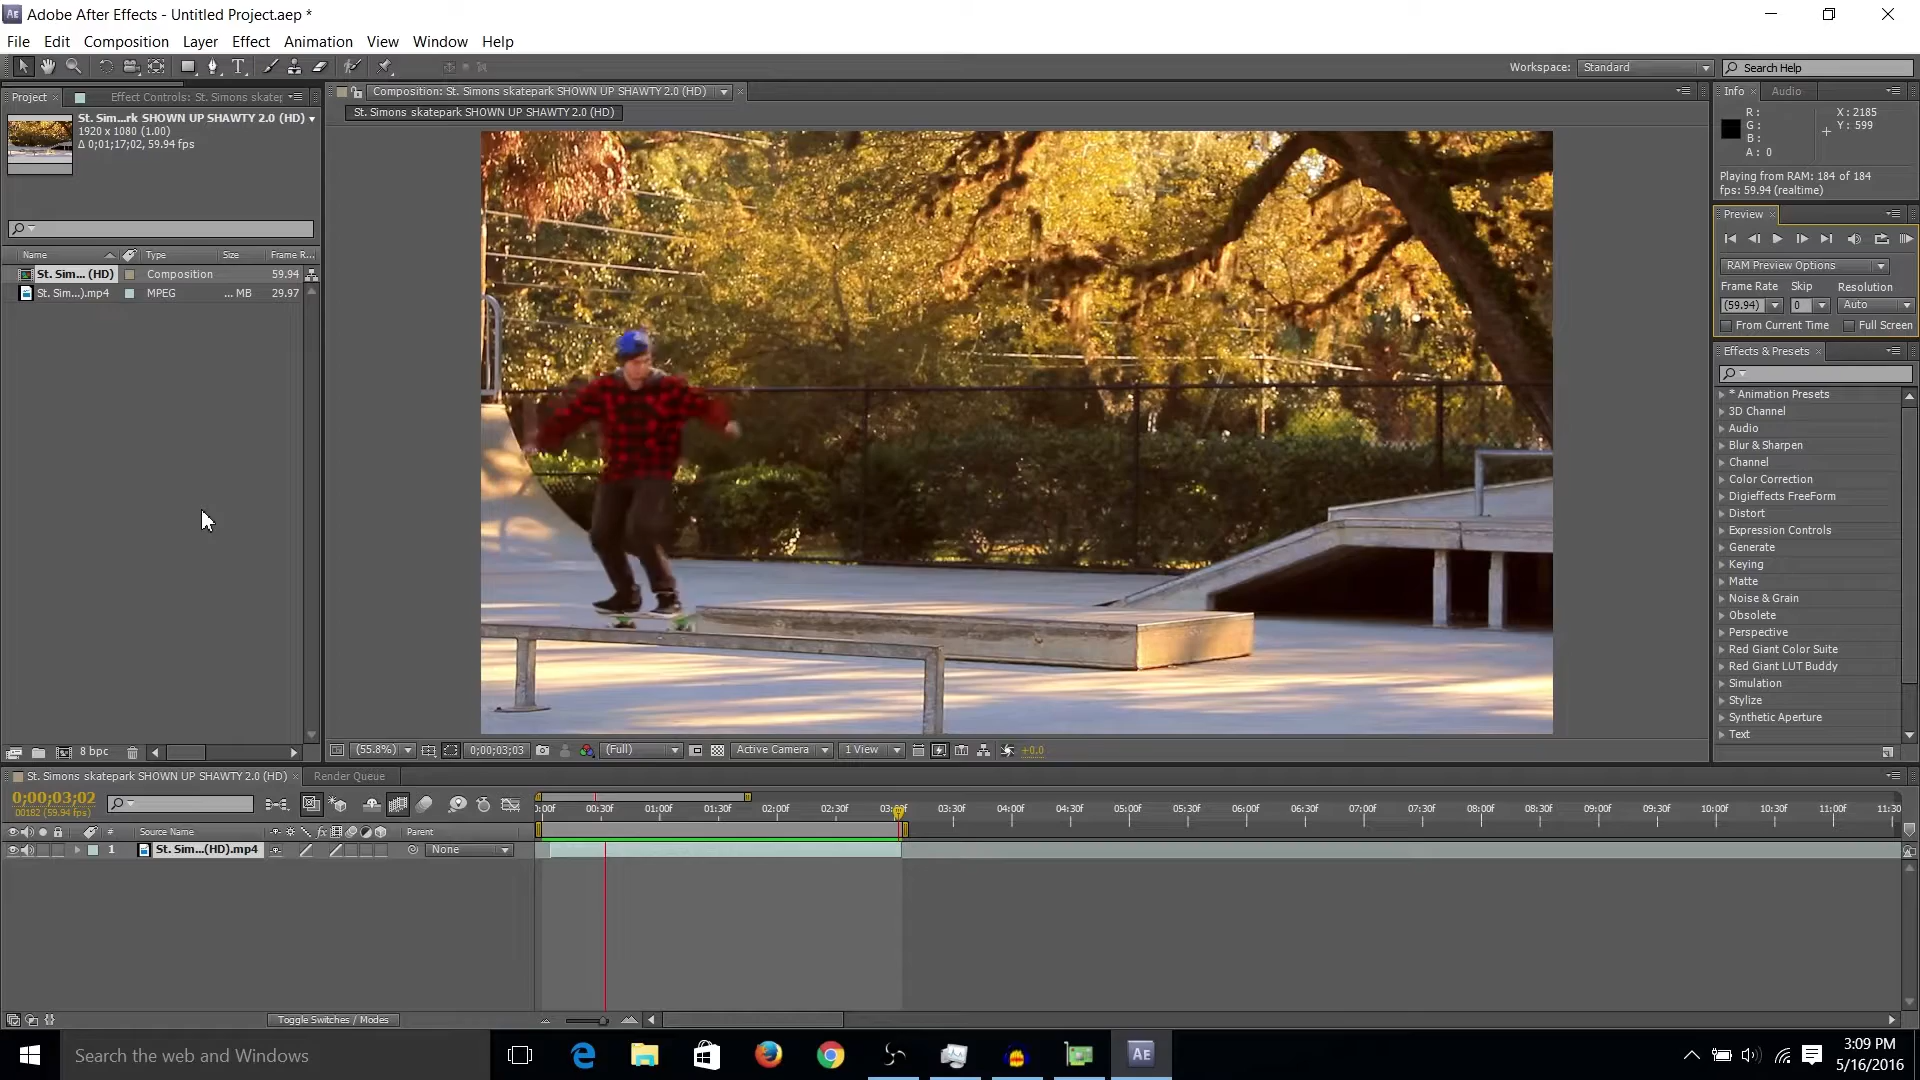 Adobe After Effects - Untitled Project.aep *
File Edit Composition Layer Effect Animation View Window Help
Workspace: Standard Search Help
Project Effect Controls: St. Simons skatep
Composition: St. Simons skatepark SHOWN UP SHAWTY 2.0 (HD)
Info Audio
St. Simons skatepark SHOWN UP SHAWTY 2.0 (HD)
St. Sim...rk SHOWN UP SHAWTY 2.0 (HD)
1920 x 1080 (1.00)
Δ 0;01;17;02, 59.94 fps
R :
G :
B :
A : 0
X : 2185
Y : 599
Playing from RAM: 184 of 184
fps: 59.94 (realtime)
Preview
RAM Preview Options
Frame Rate Skip Resolution
(59.94) 0 Auto
From Current Time Full Screen
Name Type Size Frame R...
St. Sim... (HD) Composition 59.94
St. Sim...).mp4 MPEG ... MB 29.97
Effects & Presets
* Animation Presets
3D Channel
Audio
Blur & Sharpen
Channel
Color Correction
Digieffects FreeForm
Distort
Expression Controls
Generate
Keying
Matte
Noise & Grain
Obsolete
Perspective
Red Giant Color Suite
Red Giant LUT Buddy
Simulation
Stylize
Synthetic Aperture
Text
8 bpc
(55.8%) 0;00;03;03 (Full) Active Camera 1 View +0.0
St. Simons skatepark SHOWN UP SHAWTY 2.0 (HD) Render Queue
0;00;03;02
00182 (59.94 fps)
):00f 00:30f 01:00f 01:30f 02:00f 02:30f 03:00f 03:30f 04:00f 04:30f 05:00f 05:30f 06:00f 06:30f 07:00f 07:30f 08:00f 08:30f 09:00f 09:30f 10:00f 10:30f 11:00f 11:30
# Source Name fx Parent
1 St. Sim...(HD).mp4 None
Toggle Switches / Modes
Search the web and Windows
AE
3:09 PM
5/16/2016